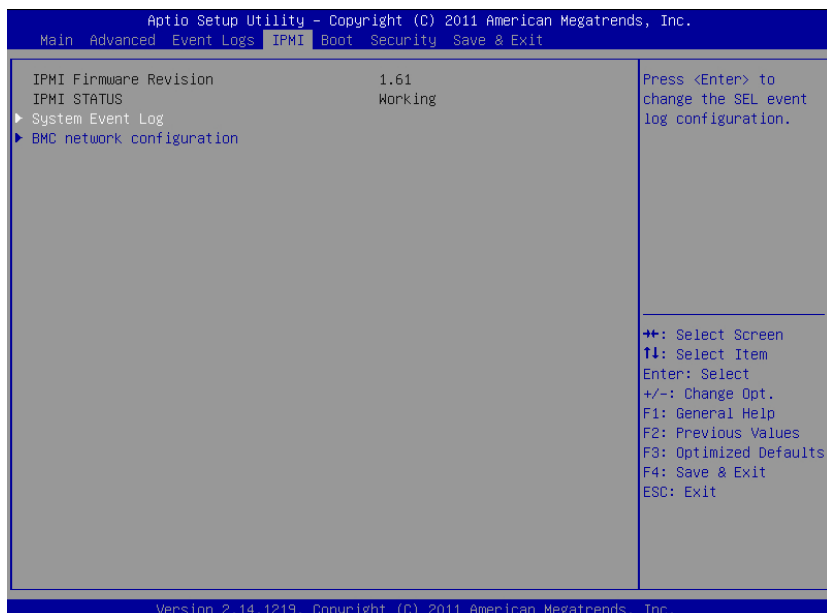 Aptio Setup Utility – Copyright (C) 2011 American Megatrends, Inc.
Main Advanced Event Logs IPMI Boot Security Save & Exit
IPMI Firmware Revision 1.61
IPMI STATUS Working
System Event Log
BMC network configuration
Press <Enter> to
change the SEL event
log configuration.
→←: Select Screen
↑↓: Select Item
Enter: Select
+/-: Change Opt.
F1: General Help
F2: Previous Values
F3: Optimized Defaults
F4: Save & Exit
ESC: Exit
Version 2.14.1219. Copyright (C) 2011 American Megatrends, Inc.